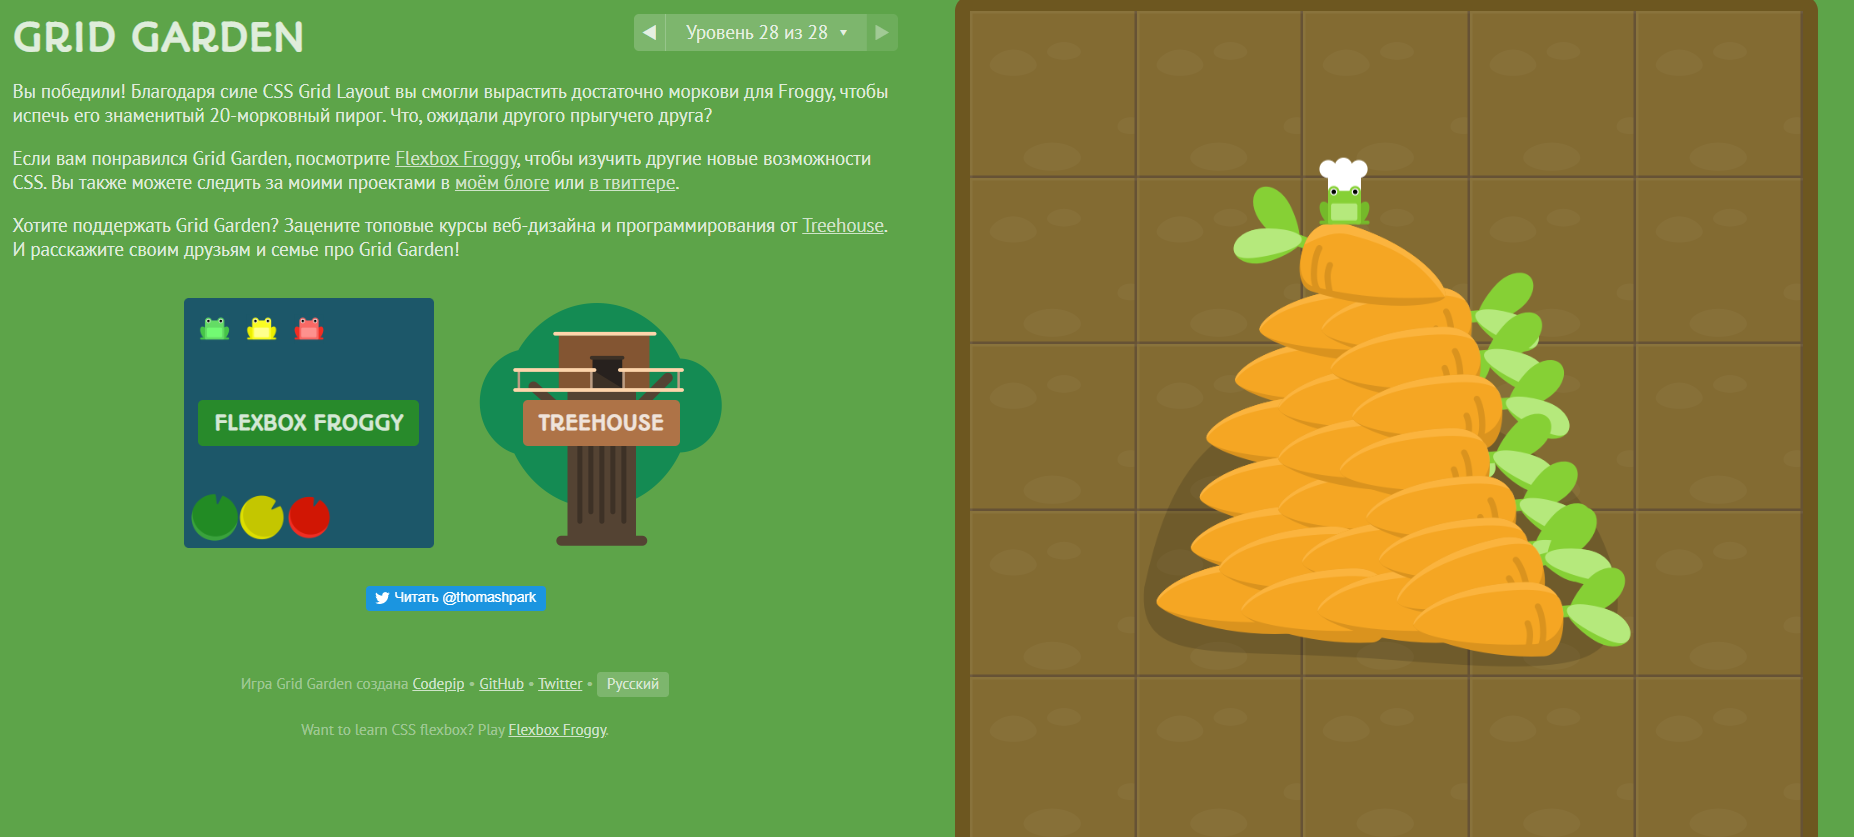 GRID GARDEN
Уровень 28 из 28
Вы победили! Благодаря силе CSS Grid Layout вы смогли вырастить достаточно моркови для Froggy, чтобы
испечь его знаменитый 20-морковный пирог. Что, ожидали другого прыгучего друга?
Если вам понравился Grid Garden, посмотрите Flexbox Froggy, чтобы изучить другие новые возможности
CSS. Вы также можете следить за моими проектами в моём блоге или в твиттере.
Хотите поддержать Grid Garden? Зацените топовые курсы веб-дизайна и программирования от Treehouse.
И расскажите своим друзьям и семье про Grid Garden!
FLEXBOX FROGGY
TREEHOUSE
Читать @thomashpark
Игра Grid Garden создана Codepip • GitHub • Twitter • Русский
Want to learn CSS flexbox? Play Flexbox Froggy.